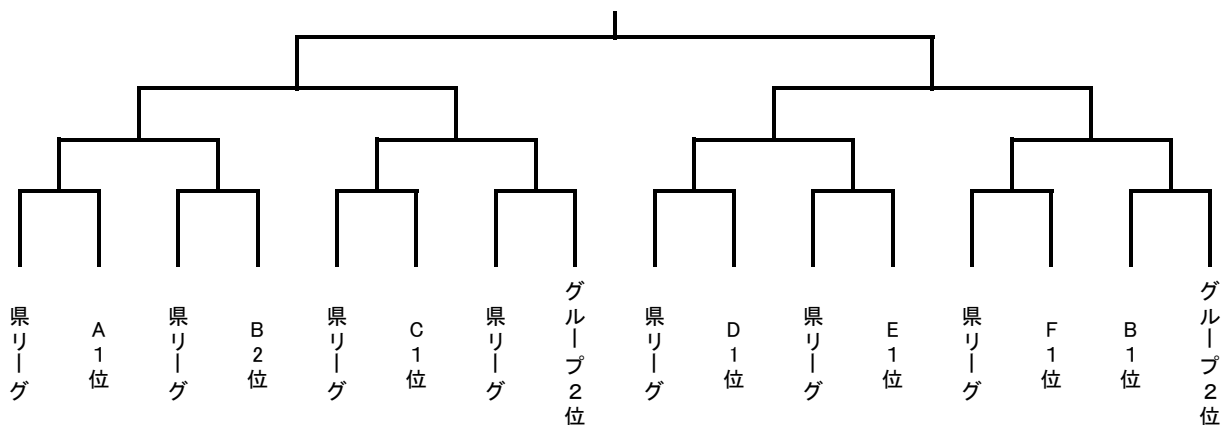 県リーグ
A1位
県リーグ
B2位
県リーグ
C1位
県リーグ
グループ2位
県リーグ
D1位
県リーグ
E1位
県リーグ
F1位
B1位
グループ2位